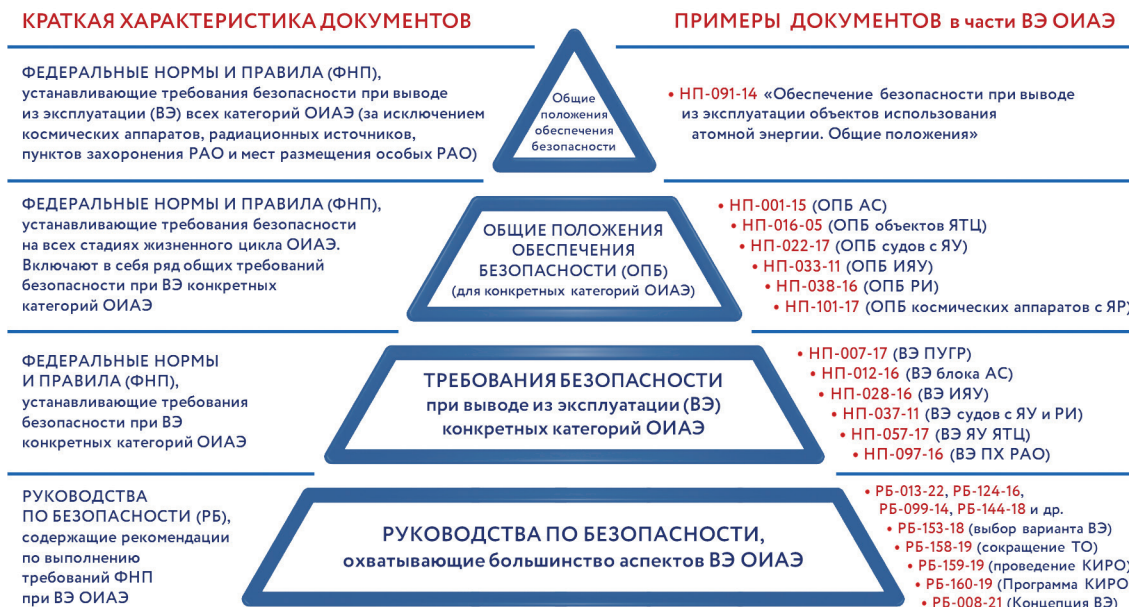 КРАТКАЯ ХАРАКТЕРИСТИКА ДОКУМЕНТОВ
ПРИМЕРЫ ДОКУМЕНТОВ в части ВЭ ОИАЭ
ФЕДЕРАЛЬНЫЕ НОРМЫ И ПРАВИЛА (ФНП),
устанавливающие требования безопасности при выводе
из эксплуатации (ВЭ) всех категорий ОИАЭ (за исключением
космических аппаратов, радиационных источников,
пунктов захоронения РАО и мест размещения особых РАО)
Общие
положения
обеспечения
безопасности
• НП-091-14 «Обеспечение безопасности при выводе
из эксплуатации объектов использования
атомной энергии. Общие положения»
ФЕДЕРАЛЬНЫЕ НОРМЫ И ПРАВИЛА (ФНП),
устанавливающие требования безопасности
на всех стадиях жизненного цикла ОИАЭ.
Включают в себя ряд общих требований
безопасности при ВЭ конкретных
категорий ОИАЭ
ОБЩИЕ ПОЛОЖЕНИЯ
ОБЕСПЕЧЕНИЯ
БЕЗОПАСНОСТИ (ОПБ)
(для конкретных категорий ОИАЭ)
• НП-001-15 (ОПБ АС)
• НП-016-05 (ОПБ объектов ЯТЦ)
• НП-022-17 (ОПБ судов с ЯУ)
• НП-033-11 (ОПБ ИЯУ)
• НП-038-16 (ОПБ РИ)
• НП-101-17 (ОПБ космических аппаратов с ЯР)
ФЕДЕРАЛЬНЫЕ НОРМЫ
И ПРАВИЛА (ФНП),
устанавливающие требования
безопасности при ВЭ
конкретных категорий ОИАЭ
ТРЕБОВАНИЯ БЕЗОПАСНОСТИ
при выводе из эксплуатации (ВЭ)
конкретных категорий ОИАЭ
• НП-007-17 (ВЭ ПУГР)
• НП-012-16 (ВЭ блока АС)
• НП-028-16 (ВЭ ИЯУ)
• НП-037-11 (ВЭ судов с ЯУ и РИ)
• НП-057-17 (ВЭ ЯУ ЯТЦ)
• НП-097-16 (ВЭ ПХ РАО)
РУКОВОДСТВА
ПО БЕЗОПАСНОСТИ (РБ),
содержащие рекомендации
по выполнению
требований ФНП
при ВЭ ОИАЭ
РУКОВОДСТВА ПО БЕЗОПАСНОСТИ,
охватывающие большинство аспектов ВЭ ОИАЭ
• РБ-013-22, РБ-124-16,
РБ-099-14, РБ-144-18 и др.
• РБ-153-18 (выбор варианта ВЭ)
• РБ-158-19 (сокращение ТО)
• РБ-159-19 (проведение КИРО)
• РБ-160-19 (Программа КИРО
• РБ-008-21 (Концепция ВЭ)